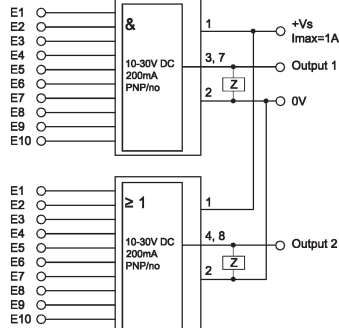 E1
E2
E3
E4
E5
E6
E7
E8
E9
E10
&
10-30V DC
200mA
PNP/no
1
+Vs
Imax=1A
3, 7
Output 1
Z
2
0V
E1
E2
E3
E4
E5
E6
E7
E8
E9
E10
≥ 1
10-30V DC
200mA
PNP/no
1
4, 8
Output 2
Z
2